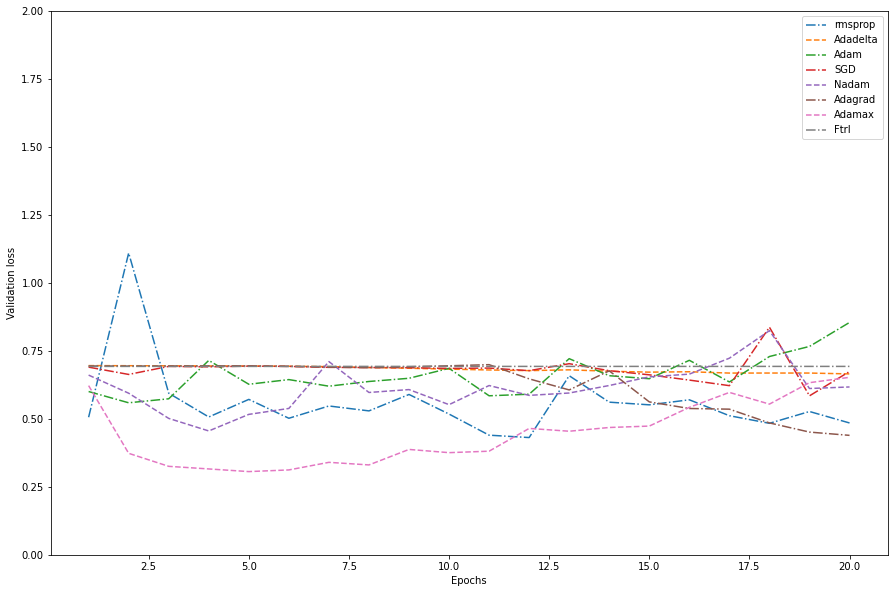 2.00
1.75
1.50
1.25
1.00
0.75
0.50
0.25
0.00
Validation loss
rmsprop
Adadelta
Adam
SGD
Nadam
Adagrad
Adamax
Ftrl
2.5 5.0 7.5 10.0 12.5 15.0 17.5 20.0
Epochs